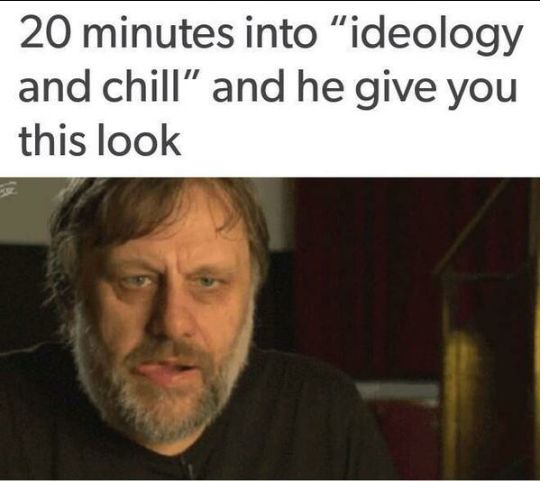 20 minutes into “ideology
and chill” and he give you
this look